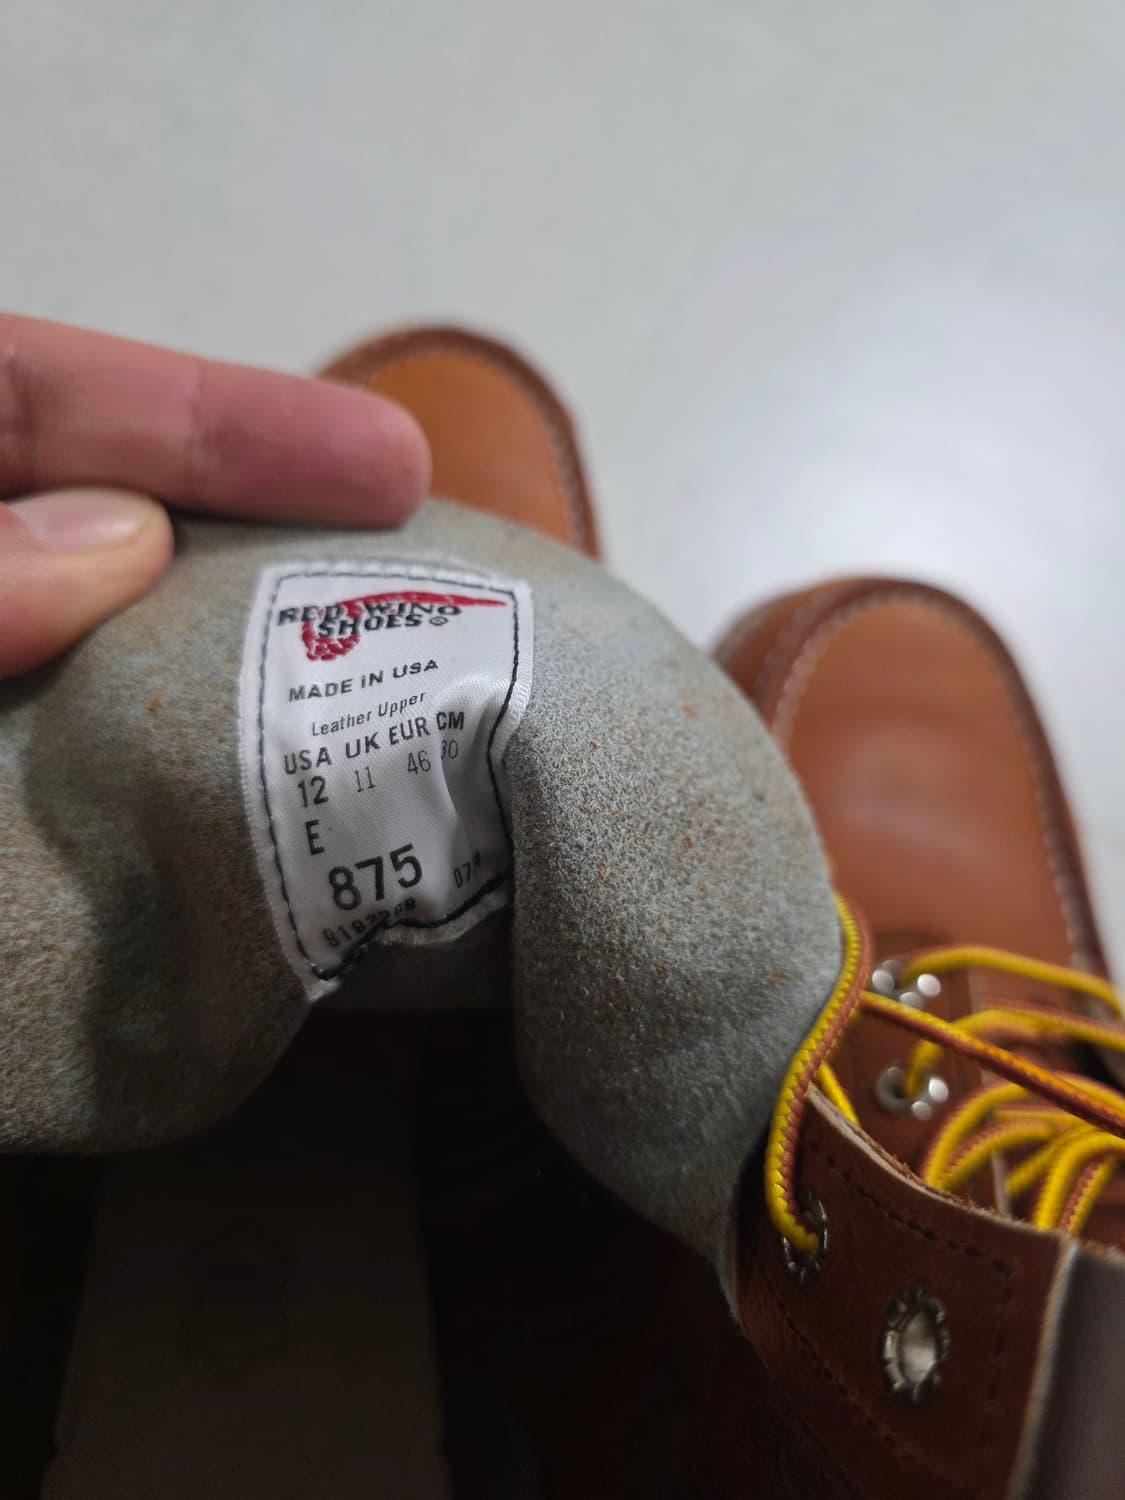 RED WING
SHOES®
MADE IN USA
Leather Upper
USA UK EUR CM
12 11 46 30
E
875